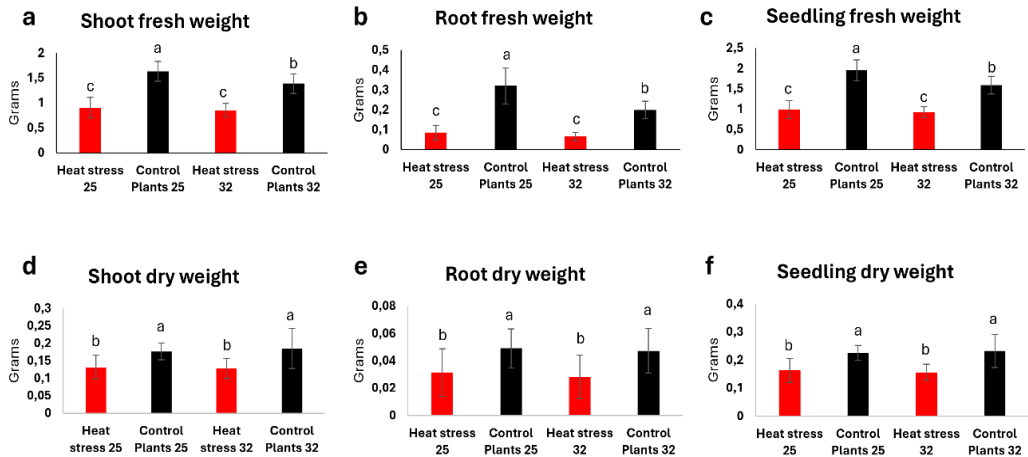 a
Shoot fresh weight
Grams
2
1,5
1
0,5
0
c
a
c
b
Heat stress
25
Control
Plants 25
Heat stress
32
Control
Plants 32
b
Root fresh weight
Grams
0,5
0,4
0,3
0,2
0,1
0
c
a
c
b
Heat stress
25
Control
Plants 25
Heat stress
32
Control
Plants 32
c
Seedling fresh weight
Grams
2,5
2
1,5
1
0,5
0
c
a
c
b
Heat stress
25
Control
Plants 25
Heat stress
32
Control
Plants 32
d
Shoot dry weight
Grams
0,3
0,25
0,2
0,15
0,1
0,05
0
b
a
b
a
Heat
stress 25
Control
Plants 25
Heat
stress 32
Control
Plants 32
e
Root dry weight
Grams
0,08
0,06
0,04
0,02
0
b
a
b
a
Heat stress
25
Control
Plants 25
Heat stress
32
Control
Plants 32
f
Seedling dry weight
Grams
0,4
0,3
0,2
0,1
0
b
a
b
a
Heat stress
25
Control
Plants 25
Heat stress
32
Control
Plants 32